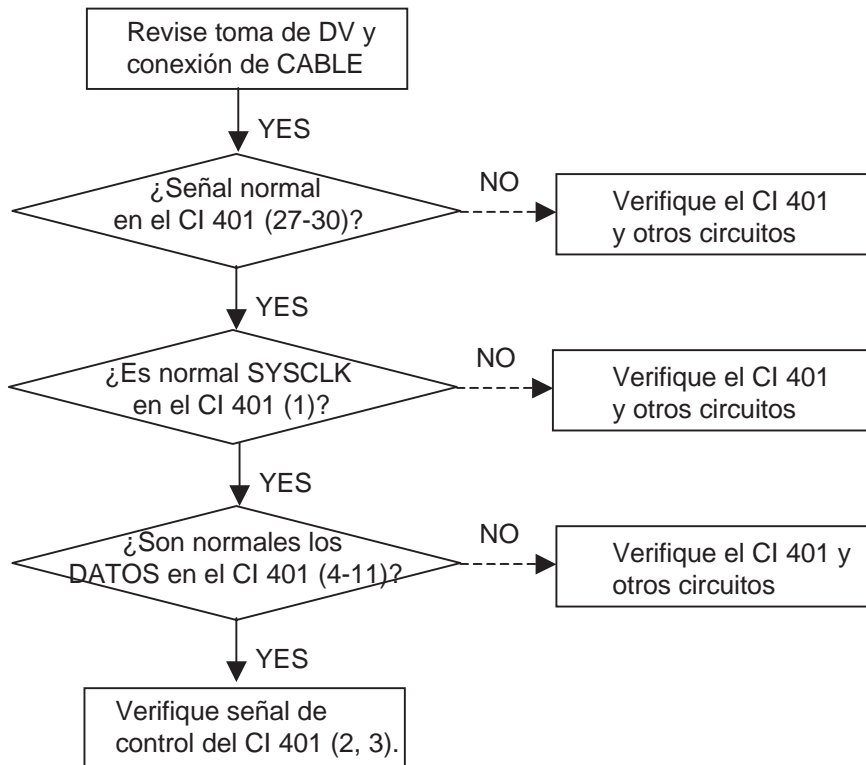 Revise toma de DV y
conexión de CABLE
YES
¿Señal normal
en el CI 401 (27-30)?
NO
Verifique el CI 401
y otros circuitos
YES
¿Es normal SYSCLK
en el CI 401 (1)?
NO
Verifique el CI 401
y otros circuitos
YES
¿Son normales los
DATOS en el CI 401 (4-11)?
NO
Verifique el CI 401 y
otros circuitos
YES
Verifique señal de
control del CI 401 (2, 3).